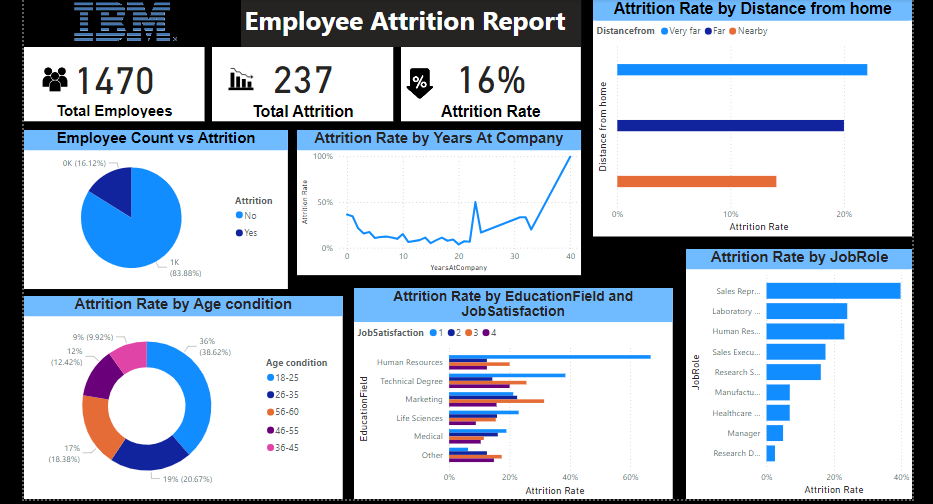 IBM
Employee Attrition Report
1470
Total Employees
237
Total Attrition
%
16%
Attrition Rate
Attrition Rate by Distance from home
Distancefrom Very far Far Nearby
Distance from home
0% 10% 20%
Attrition Rate
Employee Count vs Attrition
0K (16.12%)
1K
(83.88%)
Attrition
No
Yes
Attrition Rate by Years At Company
Attrition Rate
100%
50%
0%
0 10 20 30 40
YearsAtCompany
Attrition Rate by Age condition
36%
(38.62%)
19% (20.67%)
17%
(18.38%)
12%
(12.42%)
9% (9.92%)
Age condition
18-25
26-35
56-60
46-55
36-45
Attrition Rate by EducationField and
JobSatisfaction
JobSatisfaction 1 2 3 4
EducationField
Human Resources
Technical Degree
Marketing
Life Sciences
Medical
Other
0% 20% 40% 60%
Attrition Rate
Attrition Rate by JobRole
JobRole
Sales Repr...
Laboratory ...
Human Res...
Sales Execu...
Research S...
Manufactu...
Healthcare ...
Manager
Research D...
0% 20% 40%
Attrition Rate